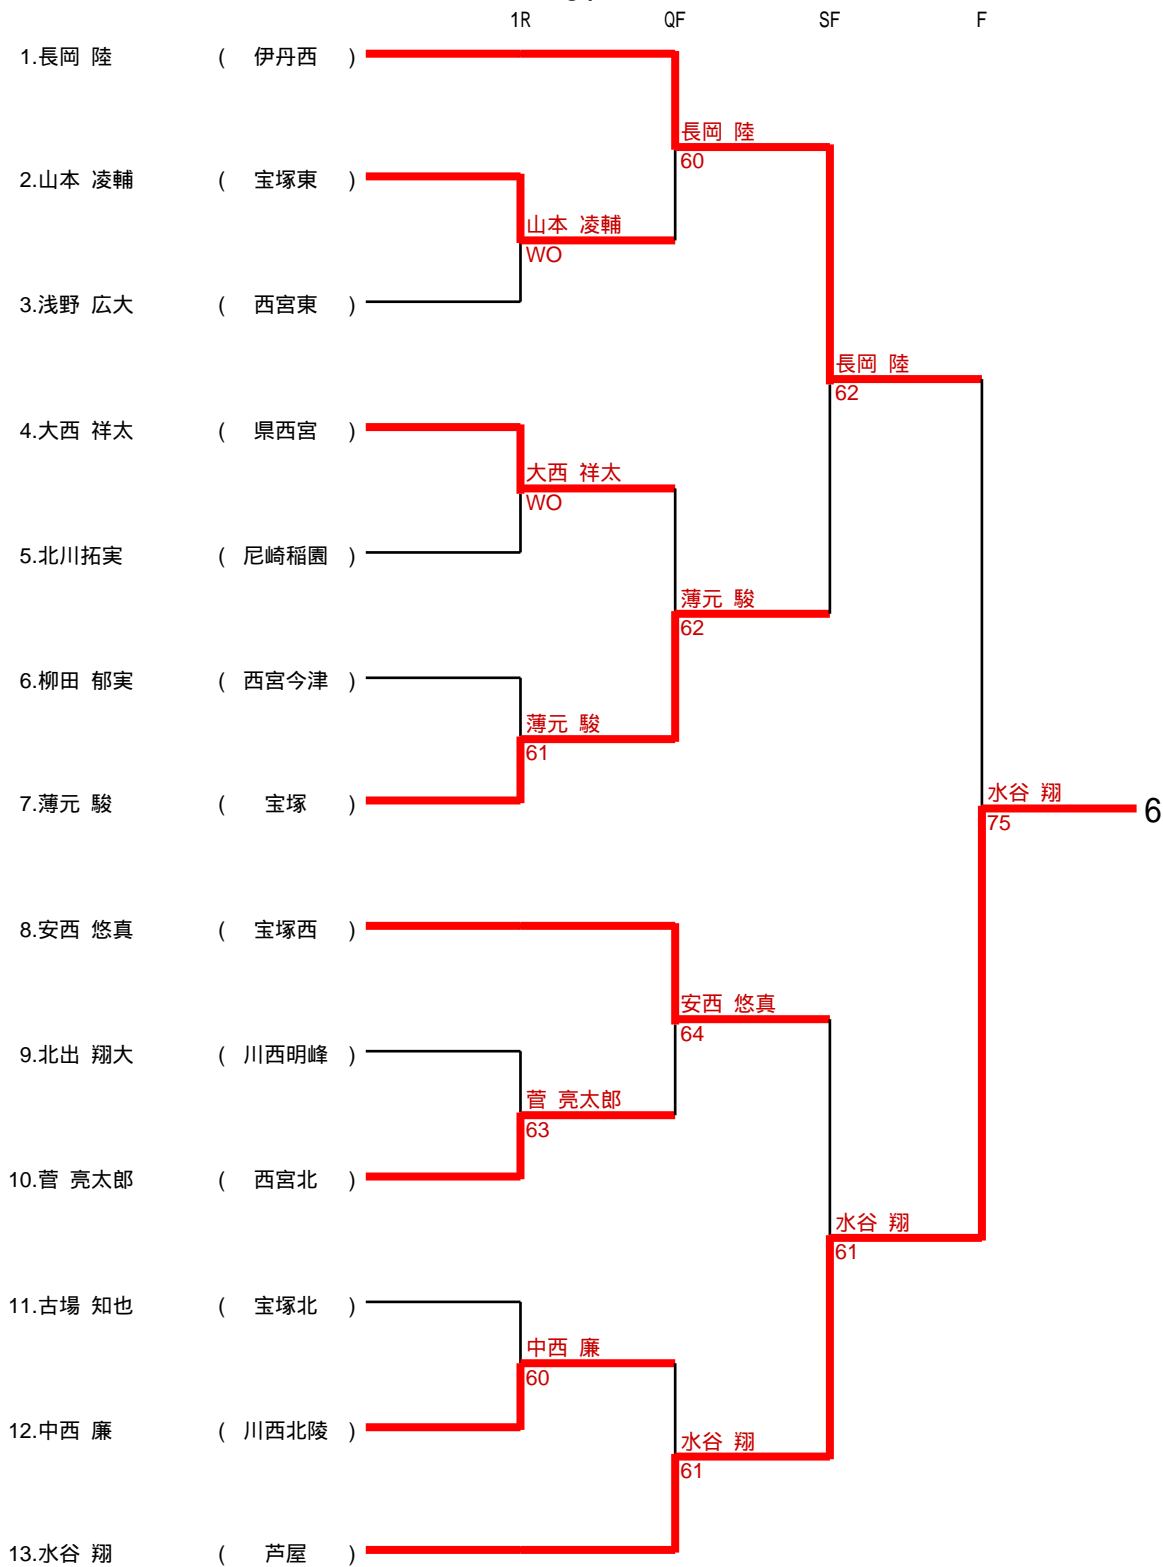 1R QF SF F
1.長岡 陸 ( 伊丹西 )
長岡 陸
60
2.山本 凌輔 ( 宝塚東 )
山本 凌輔
WO
3.浅野 広大 ( 西宮東 )
長岡 陸
62
4.大西 祥太 ( 県西宮 )
大西 祥太
WO
5.北川拓実 ( 尼崎稲園 )
薄元 駿
62
6.柳田 郁実 ( 西宮今津 )
薄元 駿
61
7.薄元 駿 ( 宝塚 )
水谷 翔
75
6
8.安西 悠真 ( 宝塚西 )
安西 悠真
64
9.北出 翔大 ( 川西明峰 )
菅 亮太郎
63
10.菅 亮太郎 ( 西宮北 )
水谷 翔
61
11.古場 知也 ( 宝塚北 )
中西 廉
60
12.中西 廉 ( 川西北陵 )
水谷 翔
61
13.水谷 翔 ( 芦屋 )